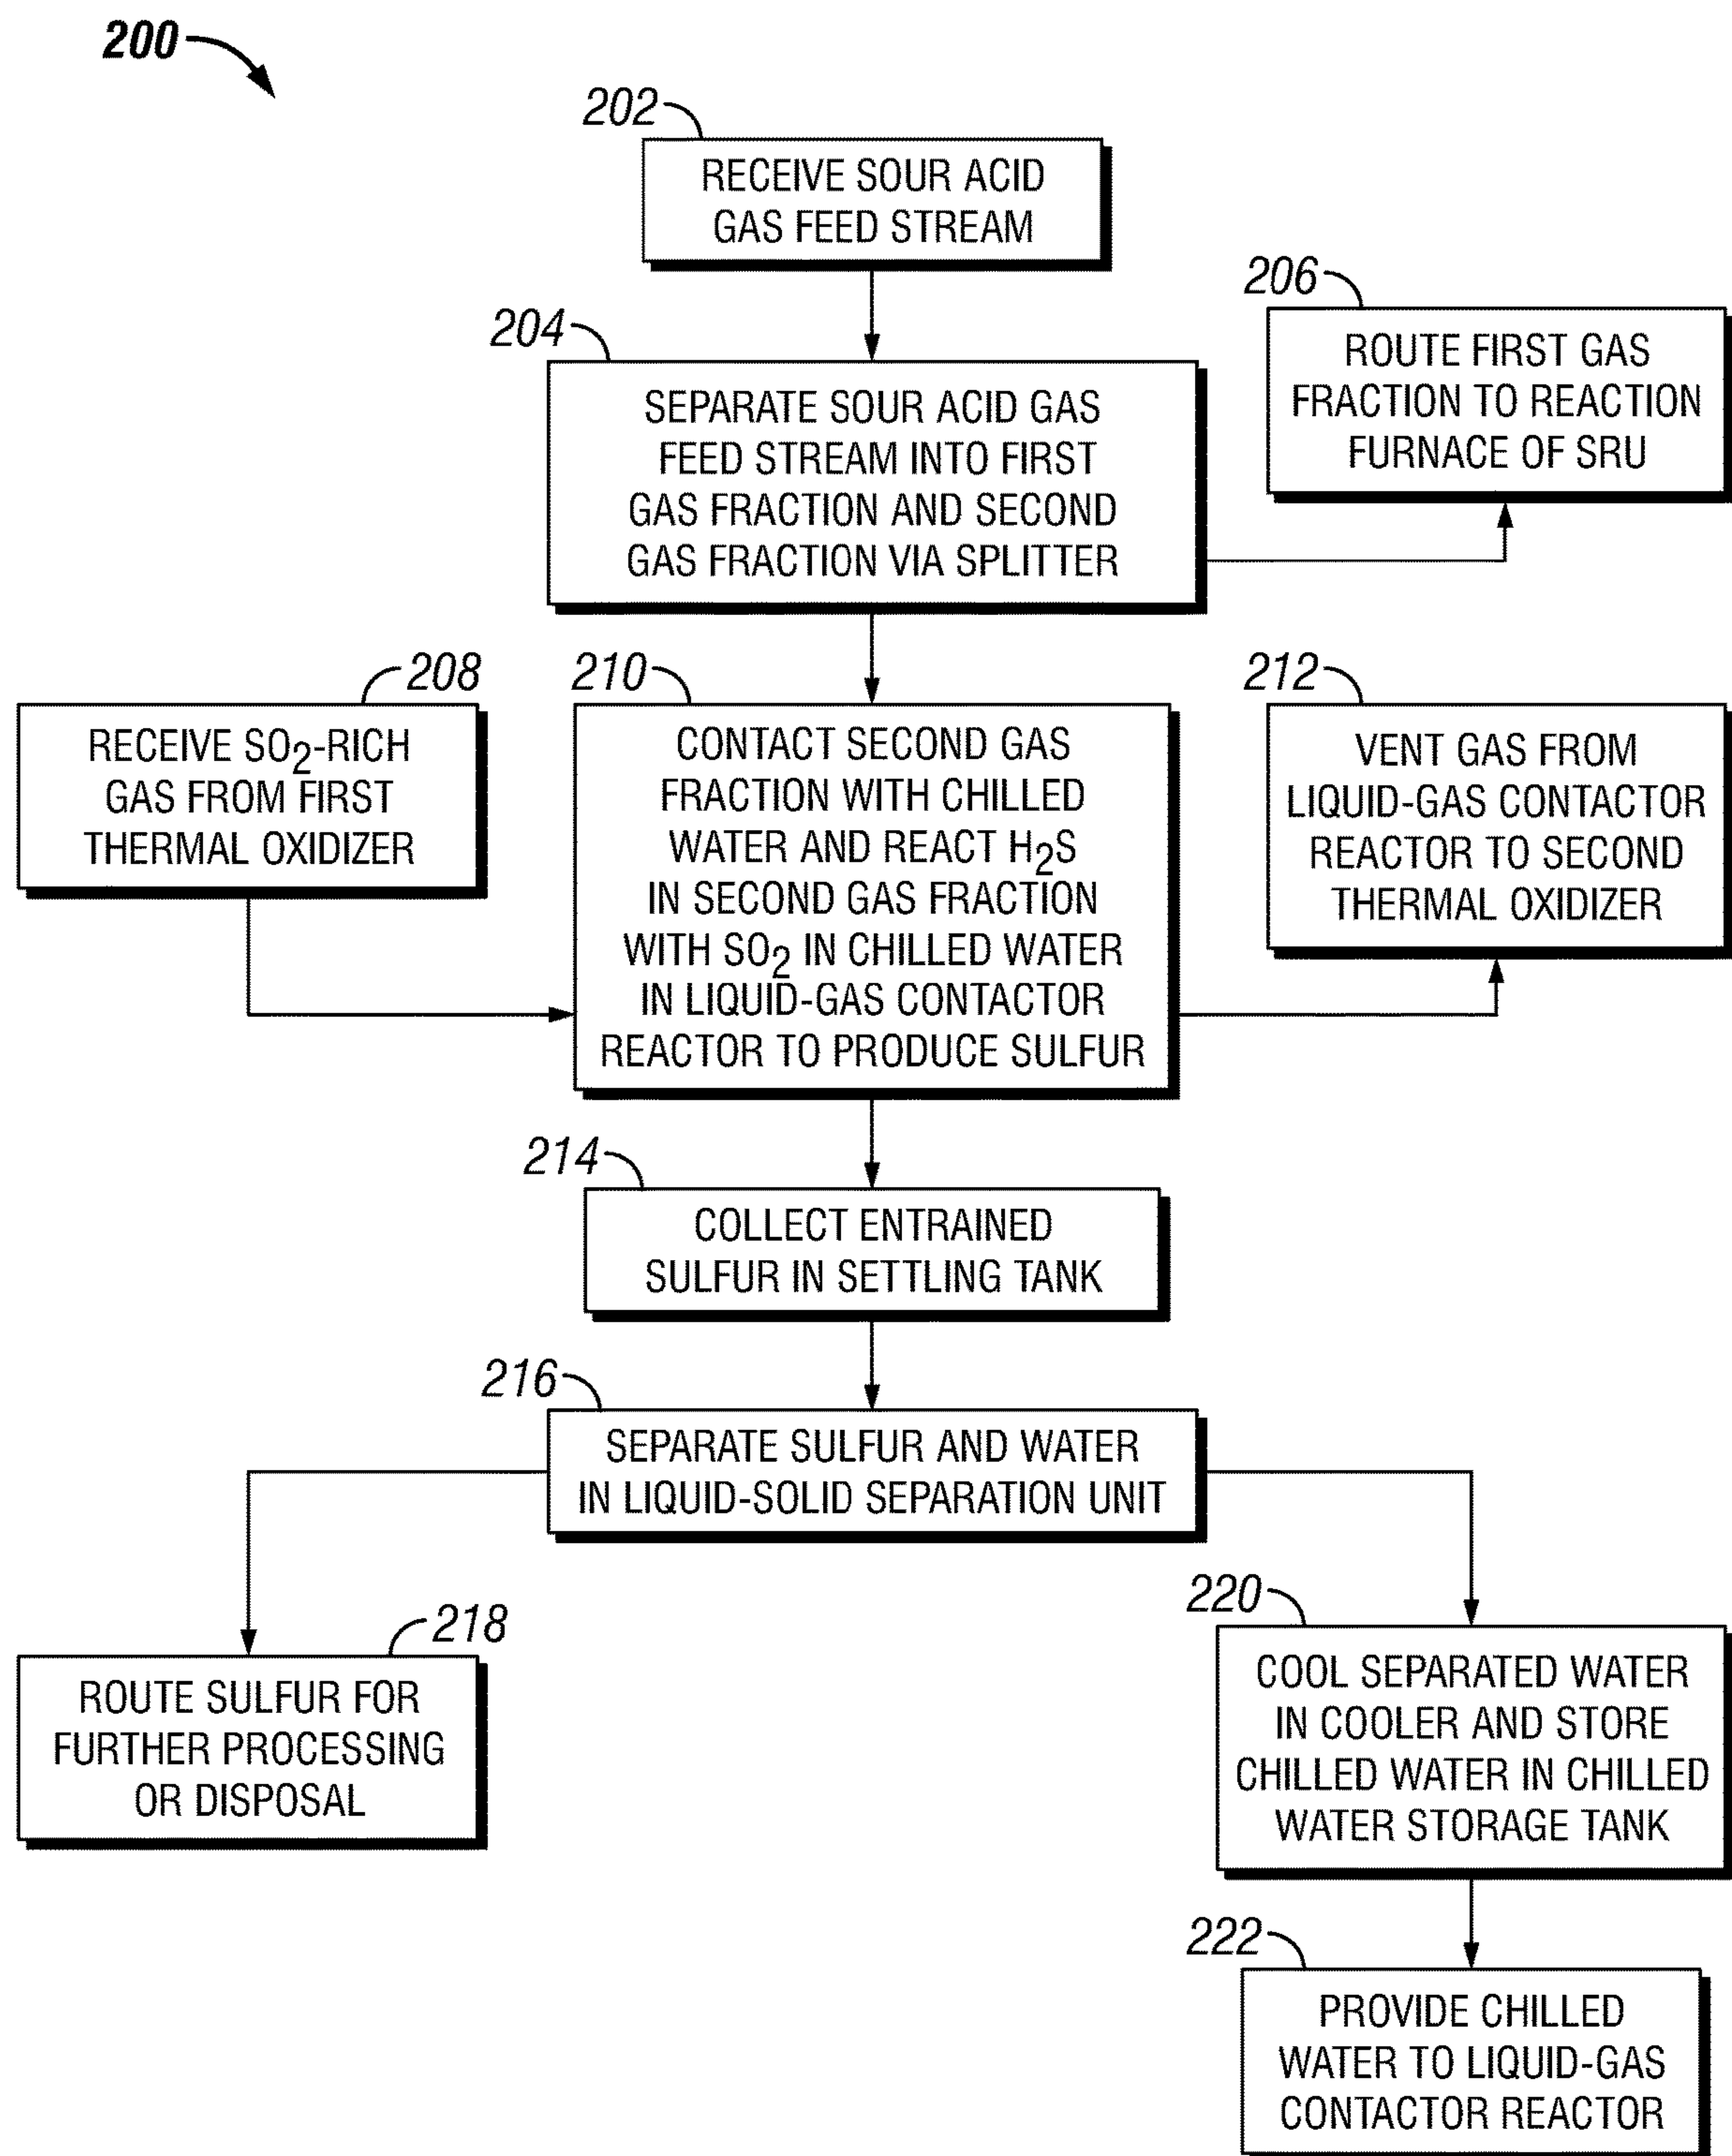 200
202
RECEIVE SOUR ACID
GAS FEED STREAM
204
SEPARATE SOUR ACID GAS
FEED STREAM INTO FIRST
GAS FRACTION AND SECOND
GAS FRACTION VIA SPLITTER
206
ROUTE FIRST GAS
FRACTION TO REACTION
FURNACE OF SRU
208
RECEIVE SO₂-RICH
GAS FROM FIRST
THERMAL OXIDIZER
210
CONTACT SECOND GAS
FRACTION WITH CHILLED
WATER AND REACT H₂S
IN SECOND GAS FRACTION
WITH SO₂ IN CHILLED WATER
IN LIQUID-GAS CONTACTOR
REACTOR TO PRODUCE SULFUR
212
VENT GAS FROM
LIQUID-GAS CONTACTOR
REACTOR TO SECOND
THERMAL OXIDIZER
214
COLLECT ENTRAINED
SULFUR IN SETTLING TANK
216
SEPARATE SULFUR AND WATER
IN LIQUID-SOLID SEPARATION UNIT
218
ROUTE SULFUR FOR
FURTHER PROCESSING
OR DISPOSAL
220
COOL SEPARATED WATER
IN COOLER AND STORE
CHILLED WATER IN CHILLED
WATER STORAGE TANK
222
PROVIDE CHILLED
WATER TO LIQUID-GAS
CONTACTOR REACTOR